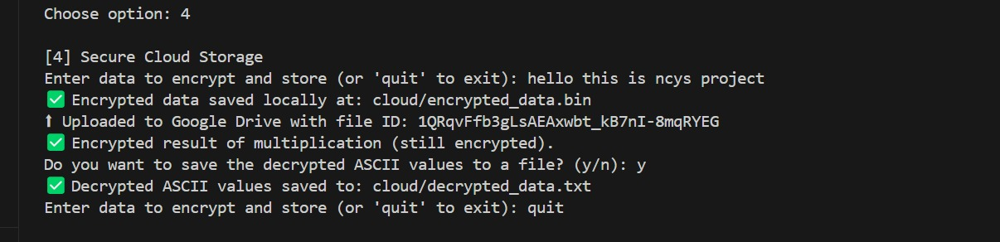 Choose option: 4
[4] Secure Cloud Storage
Enter data to encrypt and store (or 'quit' to exit): hello this is ncys project
✅ Encrypted data saved locally at: cloud/encrypted_data.bin
⬆ Uploaded to Google Drive with file ID: 1QRqvFfb3gLsAEAxwbt_kB7nI-8mqRYEG
✅ Encrypted result of multiplication (still encrypted).
Do you want to save the decrypted ASCII values to a file? (y/n): y
✅ Decrypted ASCII values saved to: cloud/decrypted_data.txt
Enter data to encrypt and store (or 'quit' to exit): quit